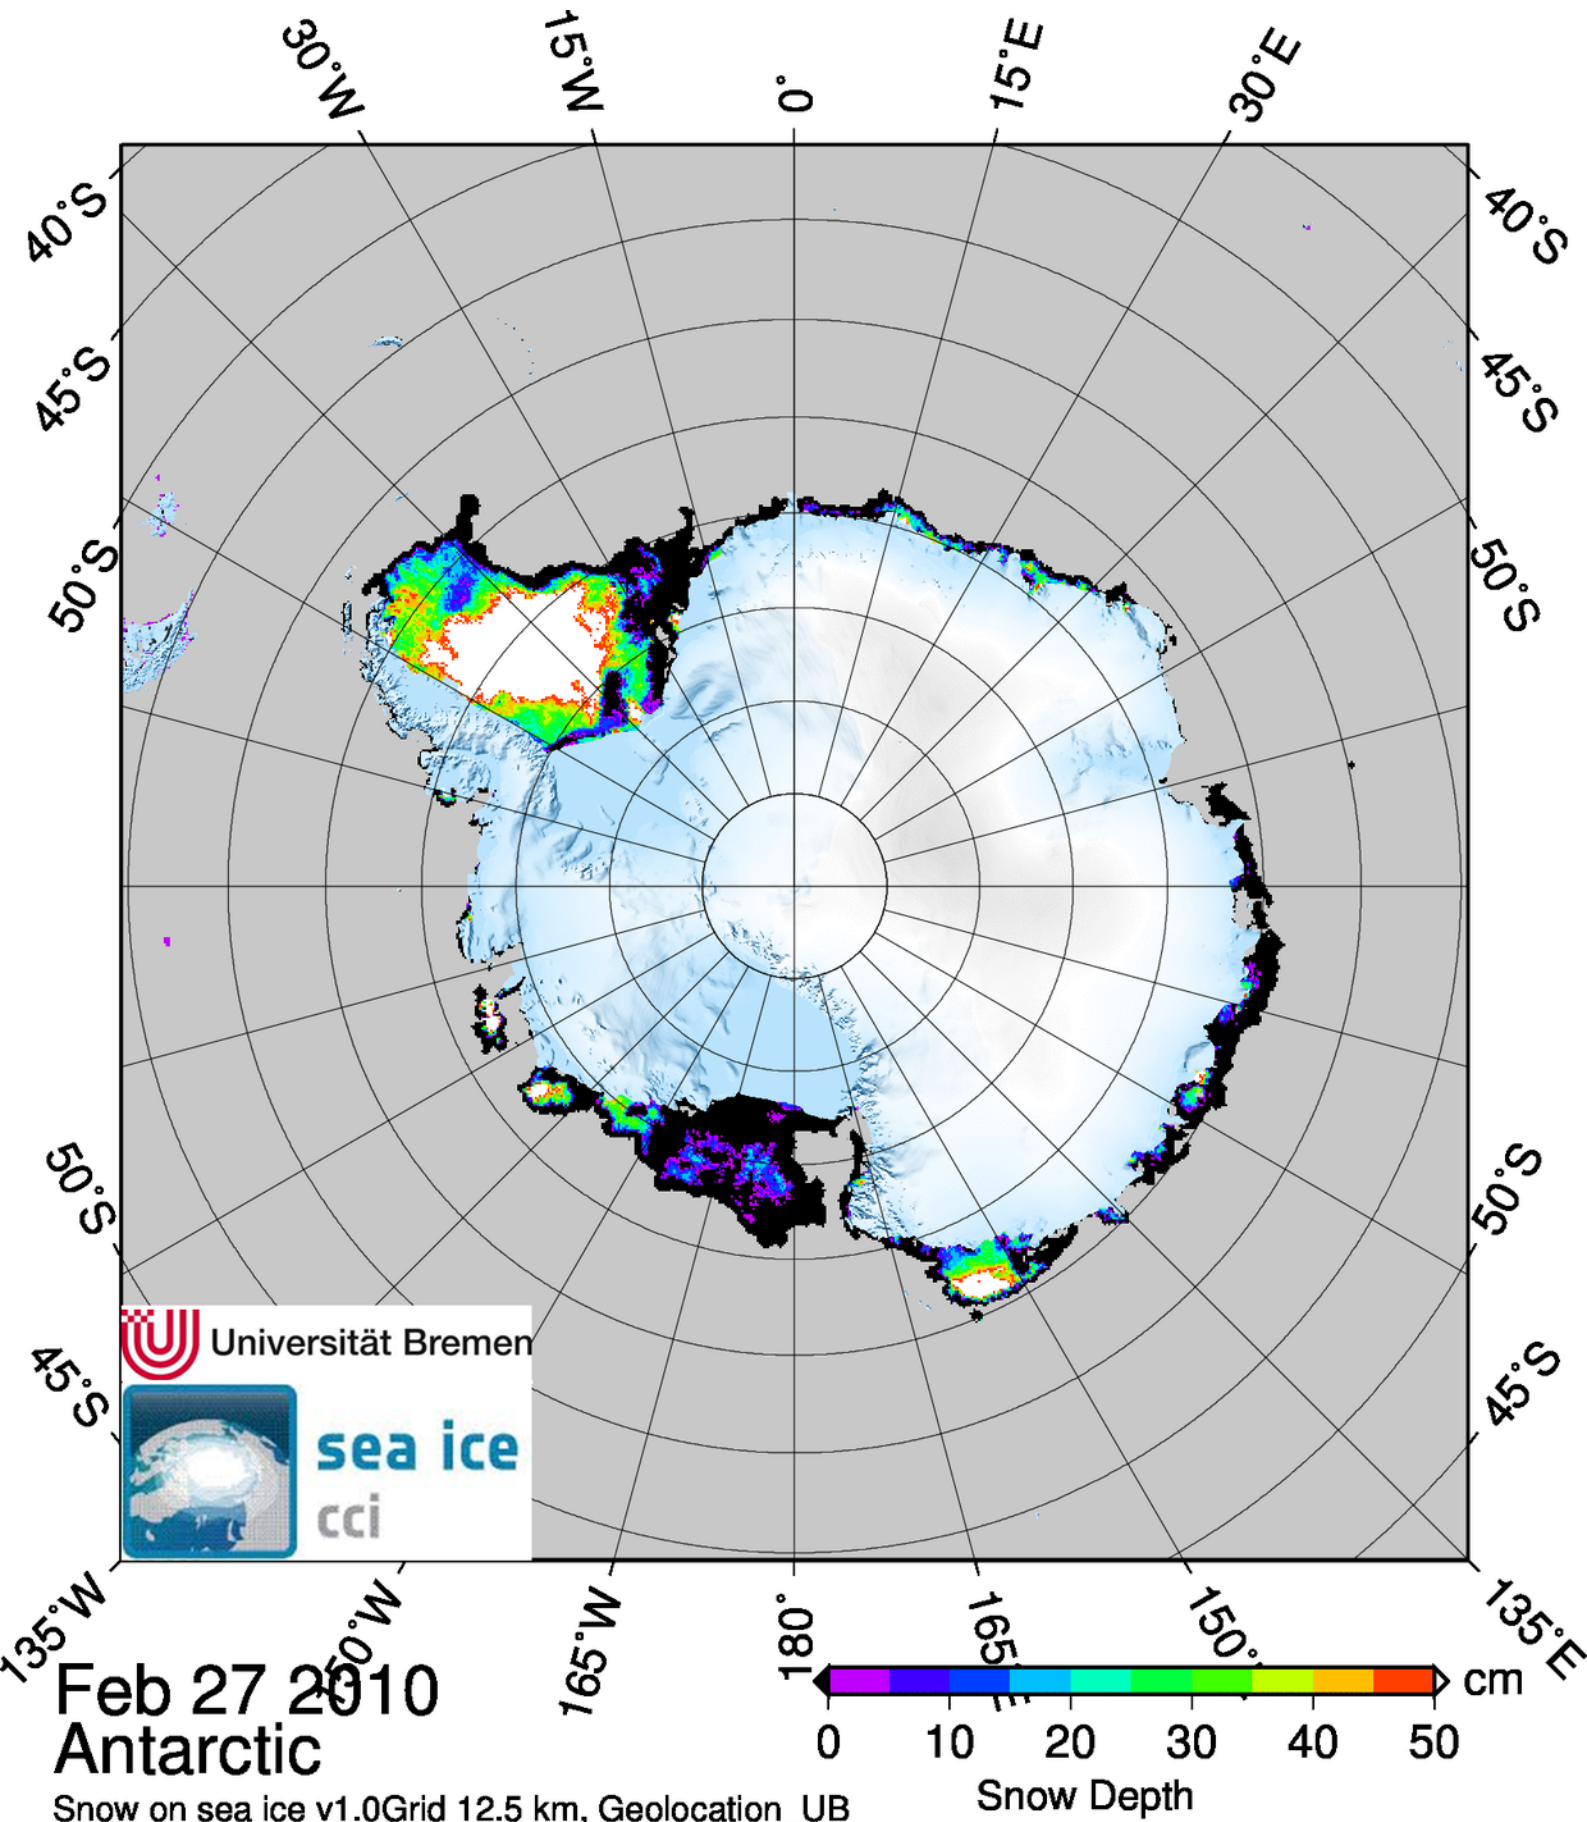 30°W 15°W 0° 15°E 30°E
40°S 40°S
45°S 45°S
50°S 50°S
50°S 50°S
45°S 45°S
Universität Bremen
sea ice
cci
135°W 165°W 180° 135°E
Feb 27 2010
Antarctic
cm
0 10 20 30 40 50
Snow Depth
Snow on sea ice v1.0Grid 12.5 km, Geolocation UB